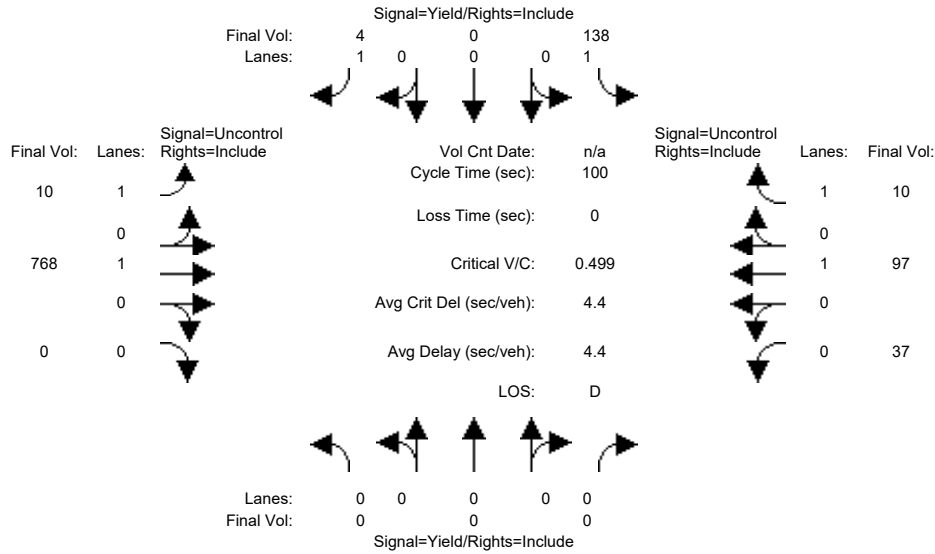 Signal=Yield/Rights=Include
Final Vol: 4 0 138
Lanes: 1 0 0 0 1
Signal=Uncontrol
Final Vol: Lanes: Rights=Include
Vol Cnt Date: n/a
Signal=Uncontrol
Rights=Include Lanes: Final Vol:
Cycle Time (sec): 100
10 1
1 10
Loss Time (sec): 0
0
0
768 1
Critical V/C: 0.499
1 97
0
Avg Crit Del (sec/veh): 4.4
0
0 0
Avg Delay (sec/veh): 4.4
0 37
LOS: D
Lanes: 0 0 0 0 0
Final Vol: 0 0 0
Signal=Yield/Rights=Include